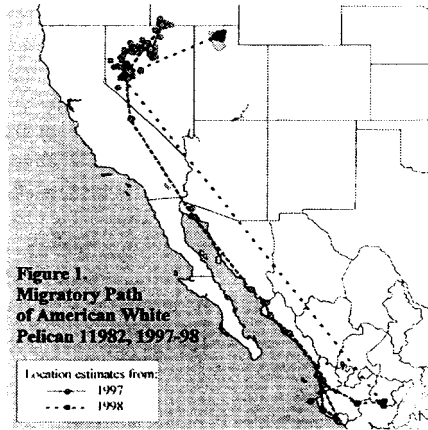 Figure 1.
Migratory Path
of American White
Pelican 11982, 1997-98
Location estimates from:
1997
1998